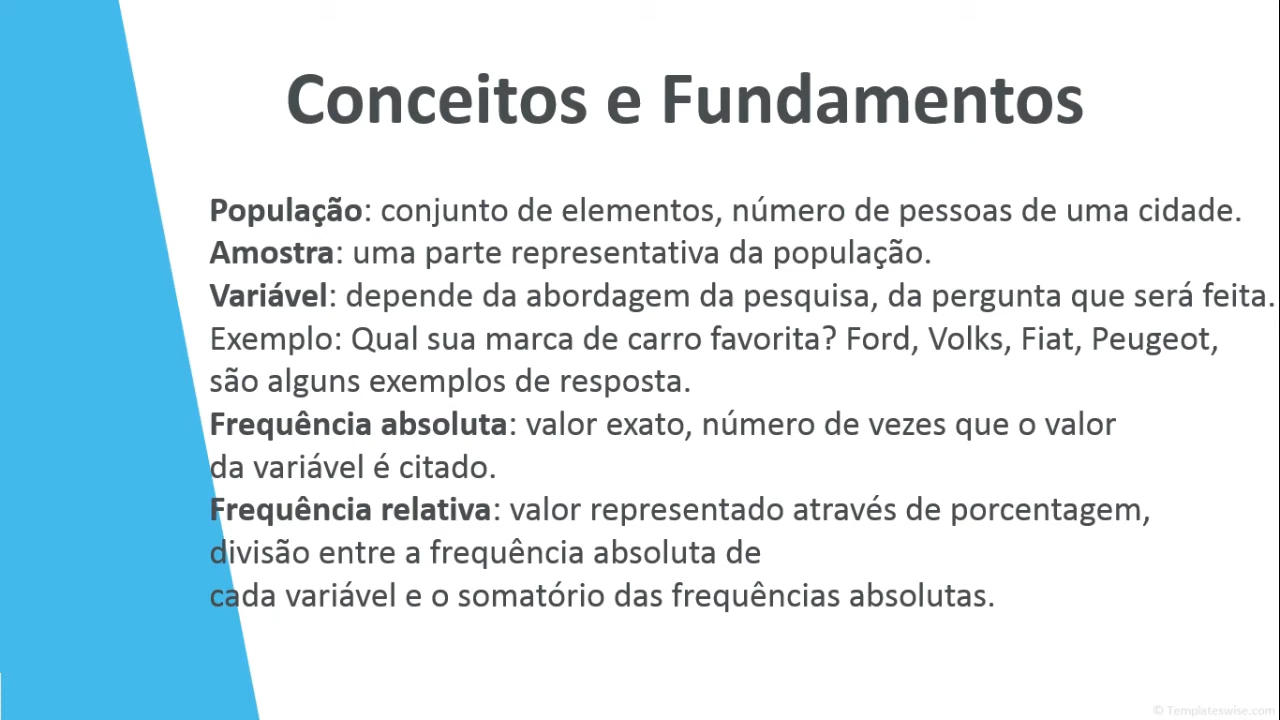 Conceitos e Fundamentos
População: conjunto de elementos, número de pessoas de uma cidade.
Amostra: uma parte representativa da população.
Variável: depende da abordagem da pesquisa, da pergunta que será feita.
Exemplo: Qual sua marca de carro favorita? Ford, Volks, Fiat, Peugeot,
são alguns exemplos de resposta.
Frequência absoluta: valor exato, número de vezes que o valor
da variável é citado.
Frequência relativa: valor representado através de porcentagem,
divisão entre a frequência absoluta de
cada variável e o somatório das frequências absolutas.
© Templateswise.com